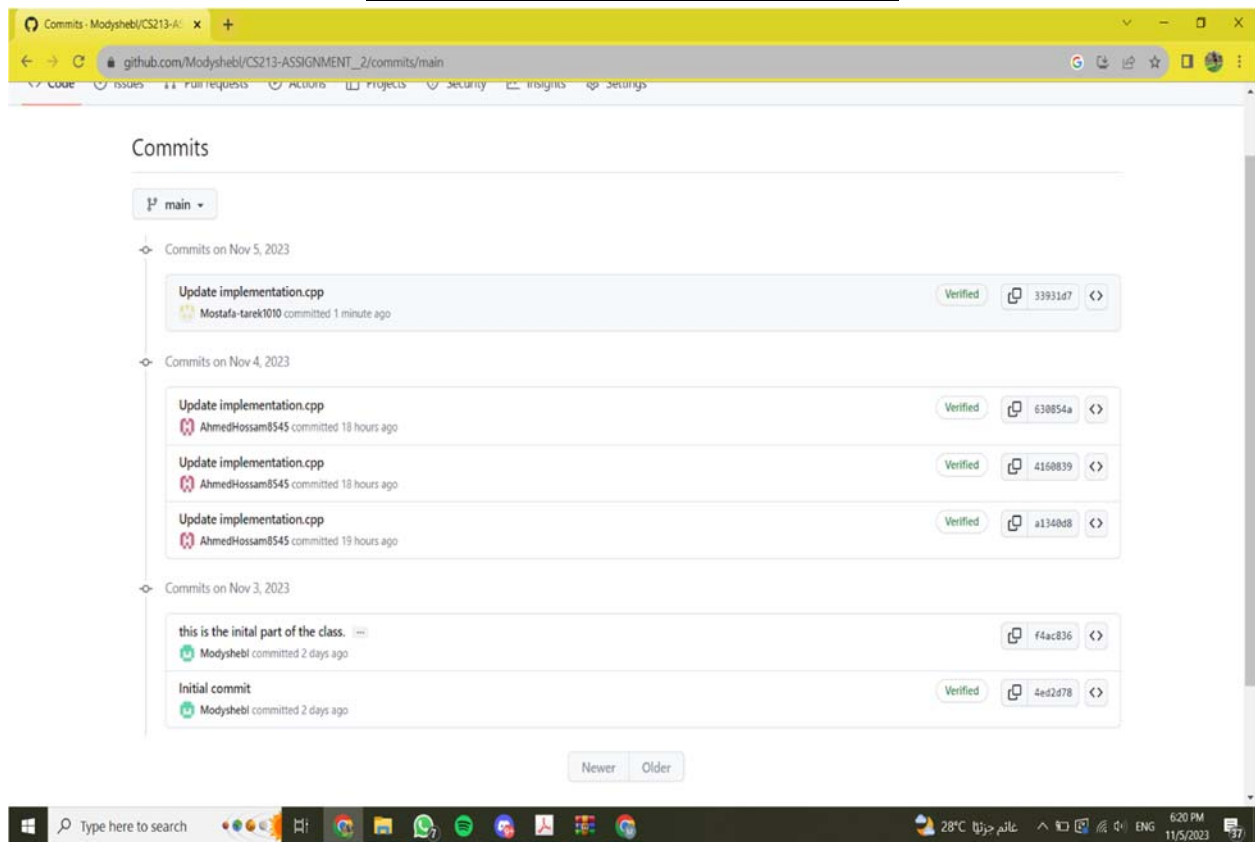 Commits - Modyshebl/CS213-A
github.com/Modyshebl/CS213-ASSIGNMENT_2/commits/main
Code Issues Pull requests Actions Projects Security Insights Settings
Commits
main
Commits on Nov 5, 2023
Update implementation.cpp
Verified 33931d7
Mostafa-tarek1010 committed 1 minute ago
Commits on Nov 4, 2023
Update implementation.cpp
Verified 630854a
AhmedHossam8545 committed 18 hours ago
Update implementation.cpp
Verified 4160839
AhmedHossam8545 committed 18 hours ago
Update implementation.cpp
Verified a1340d8
AhmedHossam8545 committed 19 hours ago
Commits on Nov 3, 2023
this is the inital part of the class.
f4ac836
Modyshebl committed 2 days ago
Initial commit
Verified 4ed2d78
Modyshebl committed 2 days ago
Newer Older
Type here to search
28°C غائم جزئيًا
ENG
6:20 PM
11/5/2023
37